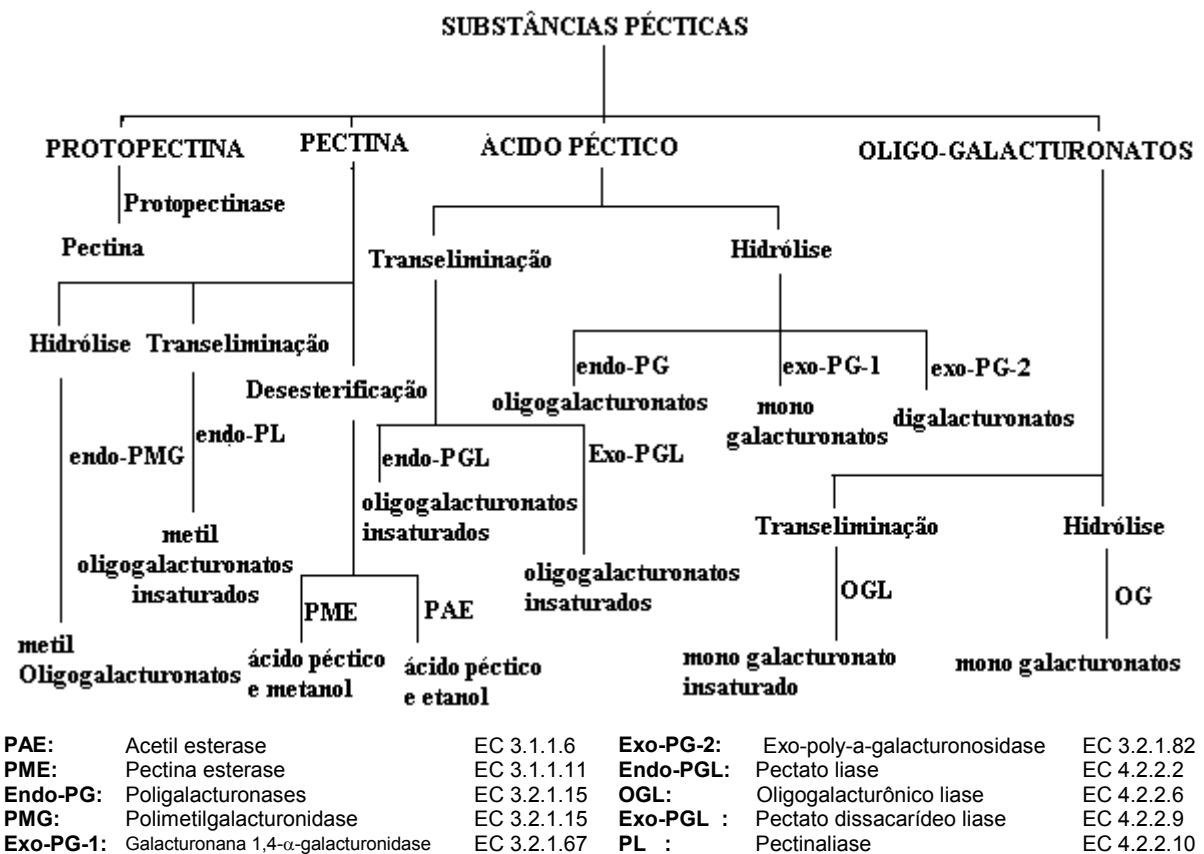 SUBSTÂNCIAS PÉCTICAS
PROTOPECTINA
PECTINA
ÁCIDO PÉCTICO
OLIGO-GALACTURONATOS
Protopectinase
Pectina
Transeliminação
Hidrólise
Hidrólise
Transeliminação
Desesterificação
endo-PG
oligogalacturonatos
exo-PG-1
mono
galacturonatos
exo-PG-2
digalacturonatos
endo-PMG
endo-PL
endo-PGL
oligogalacturonatos
insaturados
Exo-PGL
oligogalacturonatos
insaturados
metil
oligogalacturonatos
insaturados
Transeliminação
Hidrólise
OGL
OG
PME
PAE
metil
Oligogalacturonatos
ácido péctico
e metanol
ácido péctico
e etanol
mono galacturonato
insaturado
mono galacturonatos
PAE: Acetil esterase EC 3.1.1.6 Exo-PG-2: Exo-poly-a-galacturonosidase EC 3.2.1.82
PME: Pectina esterase EC 3.1.1.11 Endo-PGL: Pectato liase EC 4.2.2.2
Endo-PG: Poligalacturonases EC 3.2.1.15 OGL: Oligogalacturônico liase EC 4.2.2.6
PMG: Polimetilgalacturonidase EC 3.2.1.15 Exo-PGL : Pectato dissacarídeo liase EC 4.2.2.9
Exo-PG-1: Galacturonana 1,4-α-galacturonidase EC 3.2.1.67 PL : Pectinaliase EC 4.2.2.10